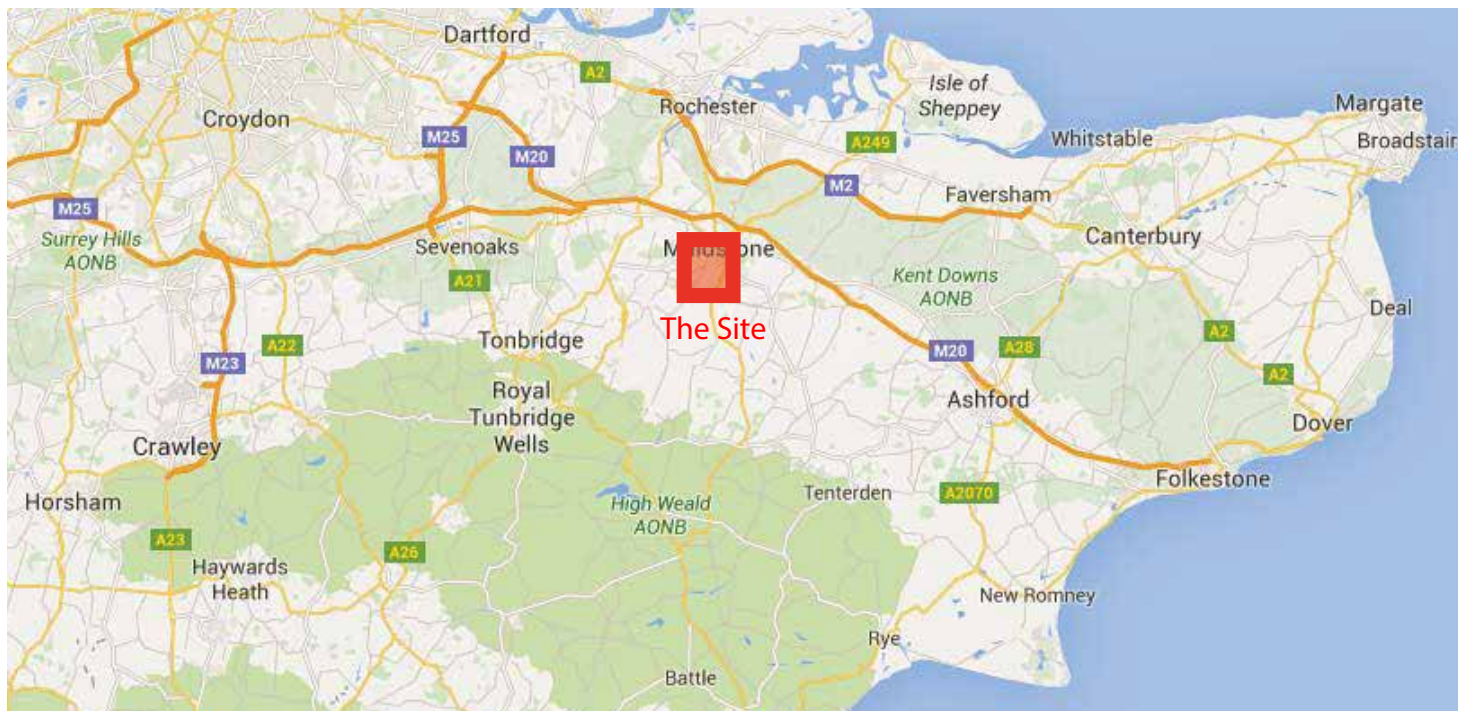 Dartford
A2
Isle of
Sheppey
Rochester
Margate
Croydon
M25
A249
Whitstable
Broadstair
M20
M2
Faversham
M25
Surrey Hills
AONB
Sevenoaks
Maidstone
Canterbury
A21
Kent Downs
AONB
The Site
Deal
A22
Tonbridge
A2
M23
M20
A28
A2
Royal
Tunbridge
Wells
Ashford
Dover
Crawley
Folkestone
Horsham
High Weald
AONB
Tenterden
A2070
A23
A26
Haywards
Heath
New Romney
Rye
Battle